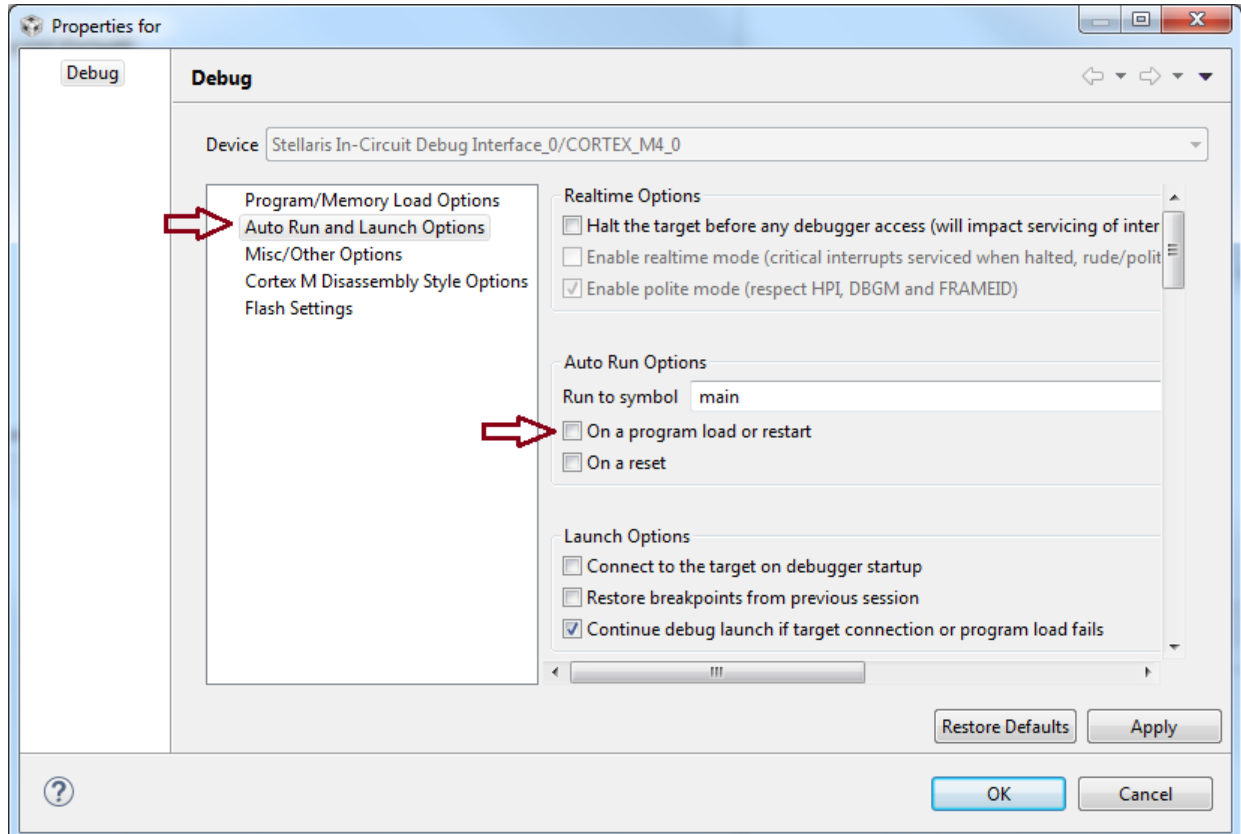 Properties for
Debug
Debug
Device Stellaris In-Circuit Debug Interface_0/CORTEX_M4_0
Program/Memory Load Options
Auto Run and Launch Options
Misc/Other Options
Cortex M Disassembly Style Options
Flash Settings
Realtime Options
Halt the target before any debugger access (will impact servicing of inter
Enable realtime mode (critical interrupts serviced when halted, rude/polit
Enable polite mode (respect HPI, DBGM and FRAMEID)
Auto Run Options
Run to symbol main
On a program load or restart
On a reset
Launch Options
Connect to the target on debugger startup
Restore breakpoints from previous session
Continue debug launch if target connection or program load fails
Restore Defaults Apply
? OK Cancel